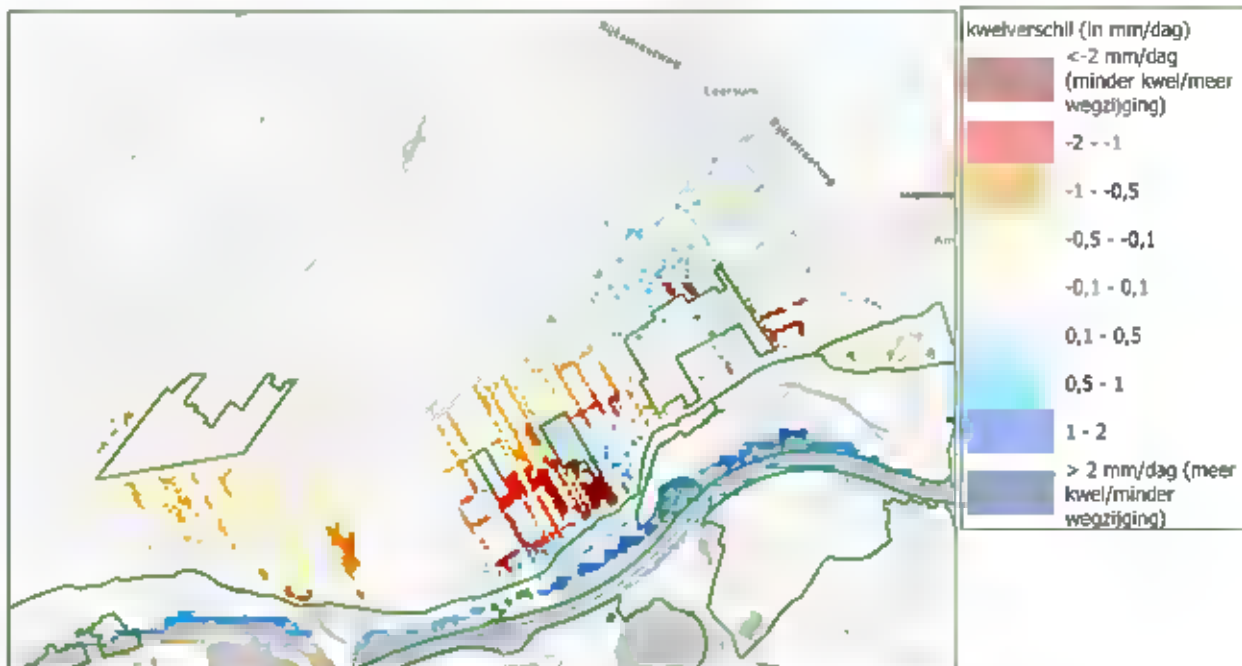 Leersum
Am
kwelverschil (in mm/dag)
<-2 mm/dag
(minder kwel/meer
wegzijging)
-2 - -1
-1 - -0,5
-0,5 - -0,1
-0,1 - 0,1
0,1 - 0,5
0,5 - 1
1 - 2
> 2 mm/dag (meer
kwel/minder
wegzijging)